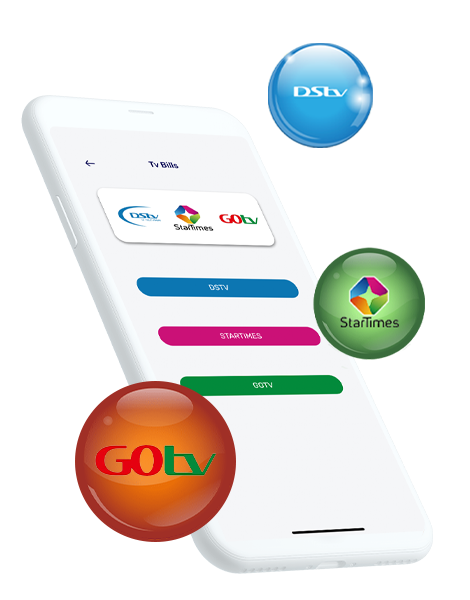 DStv
Tv Bills
DStv
StarTimes
GOtv
DSTV
STARTIMES
GOTV
StarTimes
GOtv